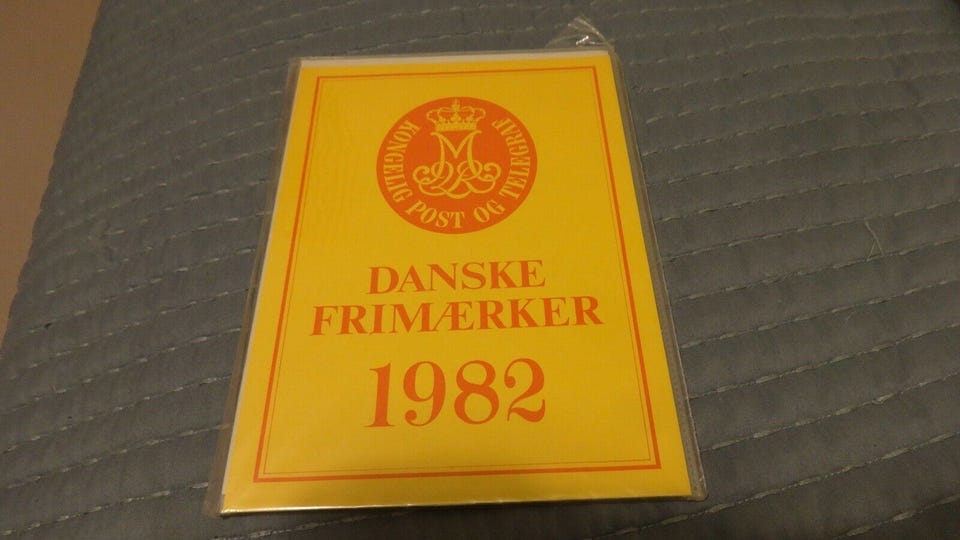 KONGELIG POST OG TELEGRAF
DANSKE
FRIMÆRKER
1982